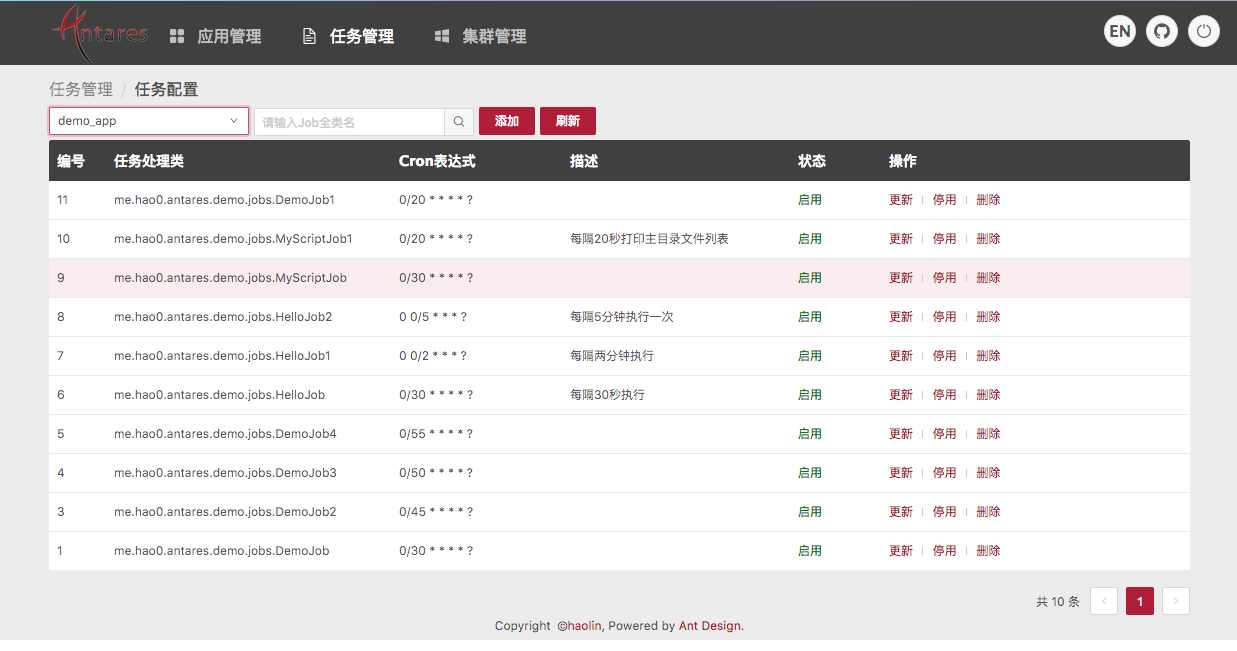 Antares 应用管理 任务管理 集群管理 EN
任务管理 / 任务配置
demo_app 请输入Job全类名 添加 刷新
编号 任务处理类 Cron表达式 描述 状态 操作
11 me.hao0.antares.demo.jobs.DemoJob1 0/20 * * * * ? 启用 更新 停用 删除
10 me.hao0.antares.demo.jobs.MyScriptJob1 0/20 * * * * ? 每隔20秒打印主目录文件列表 启用 更新 停用 删除
9 me.hao0.antares.demo.jobs.MyScriptJob 0/30 * * * * ? 启用 更新 停用 删除
8 me.hao0.antares.demo.jobs.HelloJob2 0 0/5 * * * ? 每隔5分钟执行一次 启用 更新 停用 删除
7 me.hao0.antares.demo.jobs.HelloJob1 0 0/2 * * * ? 每隔两分钟执行 启用 更新 停用 删除
6 me.hao0.antares.demo.jobs.HelloJob 0/30 * * * * ? 每隔30秒执行 启用 更新 停用 删除
5 me.hao0.antares.demo.jobs.DemoJob4 0/55 * * * * ? 启用 更新 停用 删除
4 me.hao0.antares.demo.jobs.DemoJob3 0/50 * * * * ? 启用 更新 停用 删除
3 me.hao0.antares.demo.jobs.DemoJob2 0/45 * * * * ? 启用 更新 停用 删除
1 me.hao0.antares.demo.jobs.DemoJob 0/30 * * * * ? 启用 更新 停用 删除
共 10 条 < 1 >
Copyright ©haolin, Powered by Ant Design.